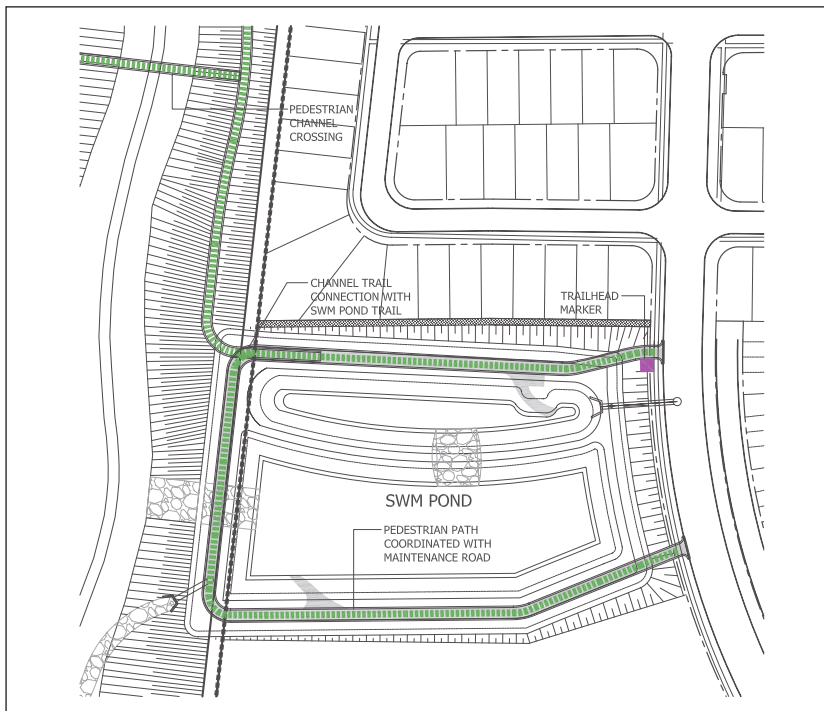 PEDESTRIAN
CHANNEL
CROSSING
CHANNEL TRAIL
CONNECTION WITH
SWM POND TRAIL
TRAILHEAD
MARKER
SWM POND
PEDESTRIAN PATH
COORDINATED WITH
MAINTENANCE ROAD